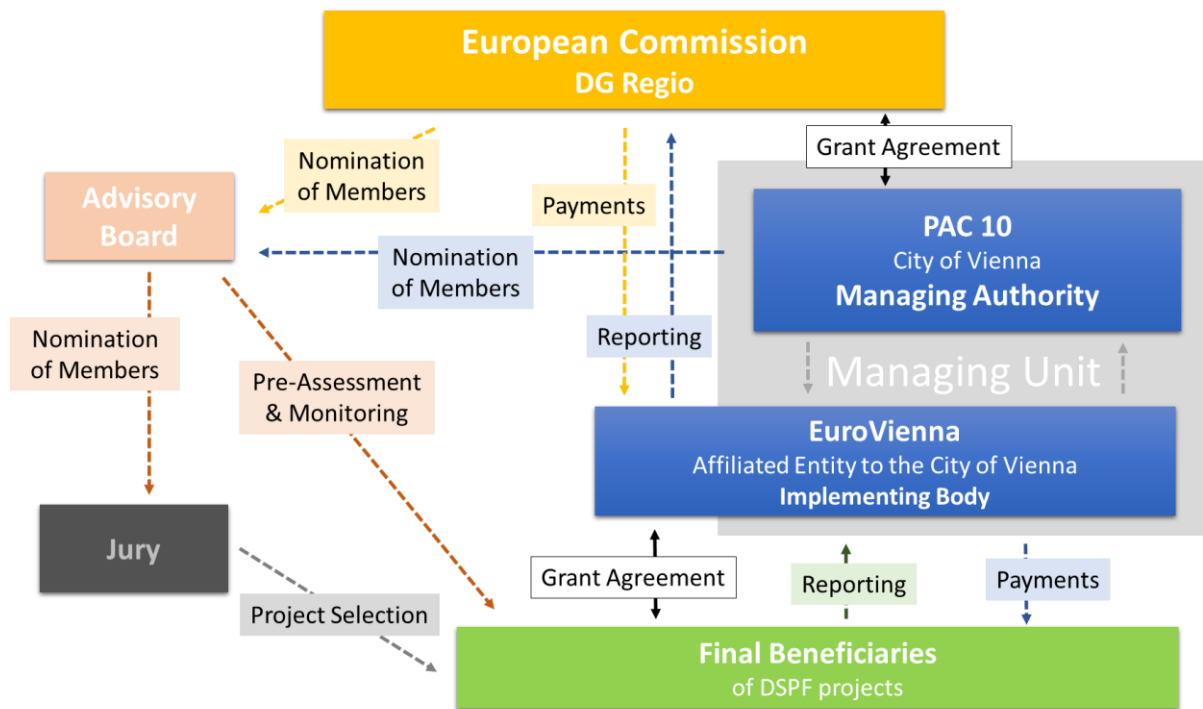 European Commission
DG Regio
Grant Agreement
Nomination
of Members
Advisory
Board
Payments
PAC 10
City of Vienna
Managing Authority
Nomination
of Members
Nomination
of Members
Reporting
Managing Unit
Pre-Assessment
& Monitoring
EuroVienna
Affiliated Entity to the City of Vienna
Implementing Body
Jury
Grant Agreement
Reporting
Payments
Project Selection
Final Beneficiaries
of DSPF projects